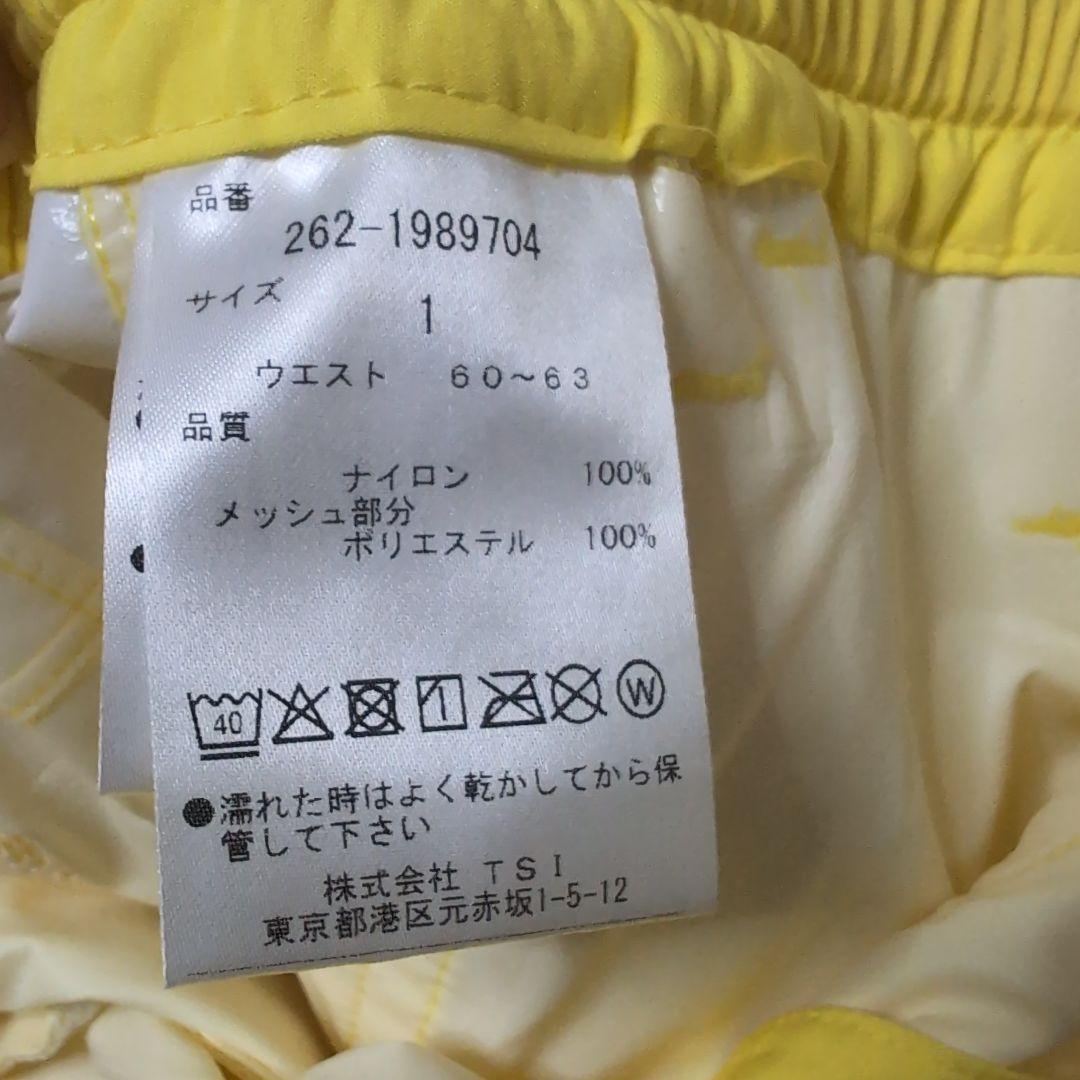 品番
262-1989704
サイズ
1
ウエスト 60~63
品質
ナイロン 100%
メッシュ部分
ポリエステル 100%
40 1 W
●濡れた時はよく乾かしてから保
管して下さい
株式会社 TSI
東京都港区元赤坂1-5-12